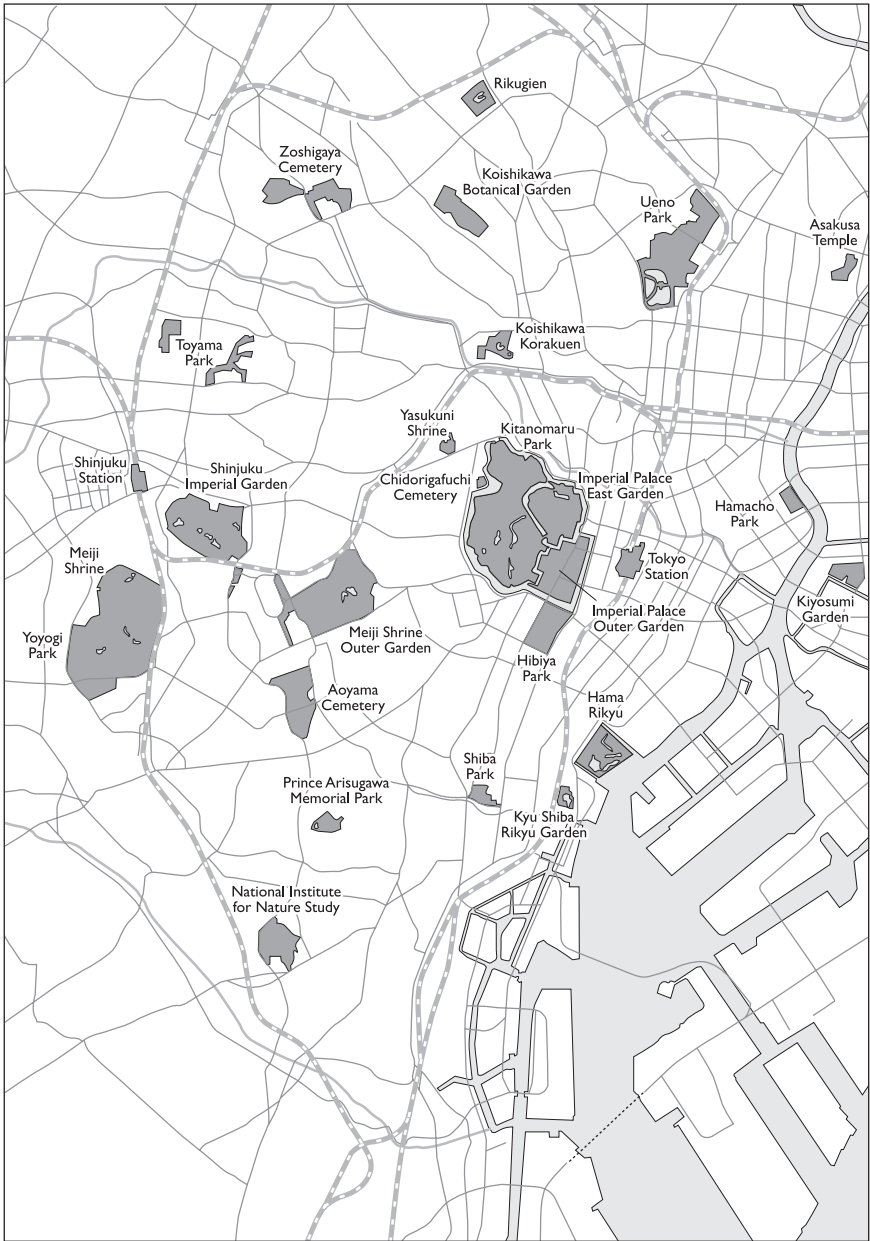 Rikugien
Zoshigaya
Cemetery
Koishikawa
Botanical Garden
Ueno
Park
Asakusa
Temple
Toyama
Park
Koishikawa
Korakuen
Yasukuni
Shrine
Kitanomaru
Park
Shinjuku
Station
Shinjuku
Imperial Garden
Chidorigafuchi
Cemetery
Imperial Palace
East Garden
Hamacho
Park
Meiji
Shrine
Tokyo
Station
Kiyosumi
Garden
Yoyogi
Park
Meiji Shrine
Outer Garden
Imperial Palace
Outer Garden
Hibiya
Park
Aoyama
Cemetery
Hama
Rikyu
Shiba
Park
Prince Arisugawa
Memorial Park
Kyu Shiba
Rikyu Garden
National Institute
for Nature Study